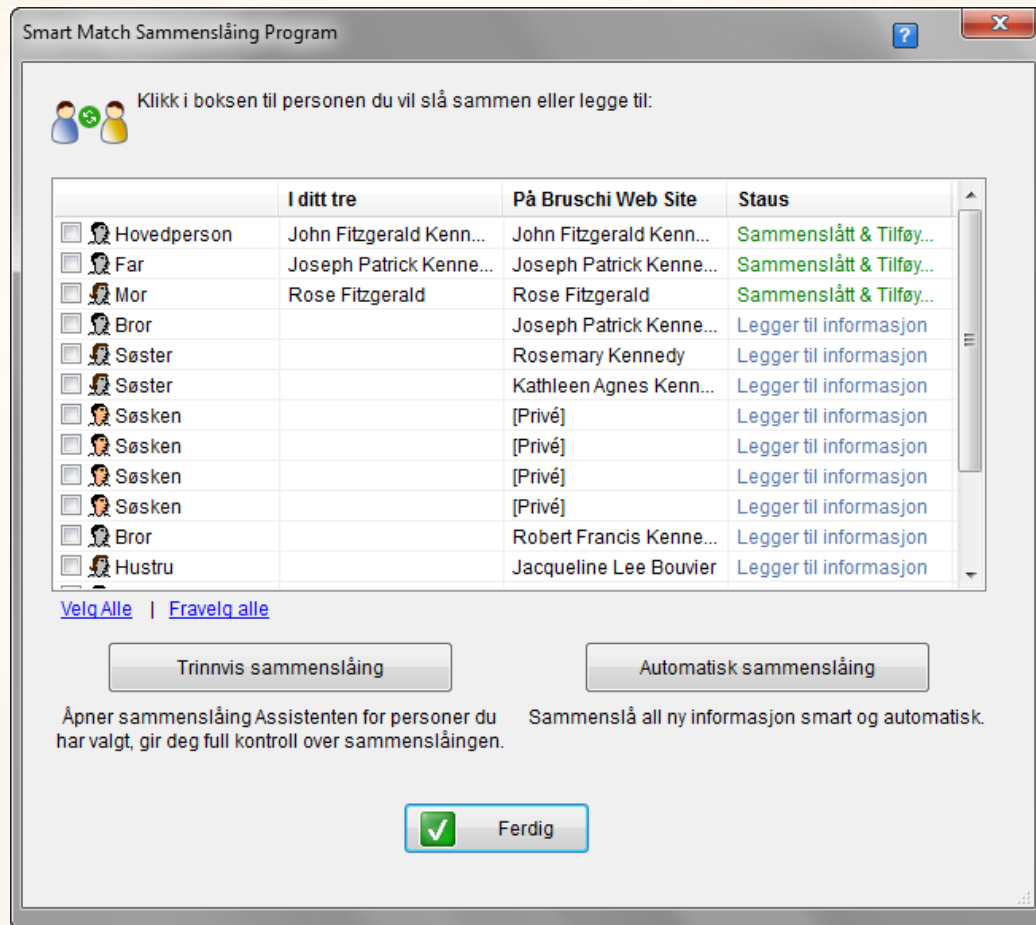 Smart Match Sammenslåing Program
?
X
Klikk i boksen til personen du vil slå sammen eller legge til:
I ditt tre På Bruschi Web Site Staus
Hovedperson John Fitzgerald Kenn... John Fitzgerald Kenn... Sammenslått & Tilføy...
Far Joseph Patrick Kenne... Joseph Patrick Kenne... Sammenslått & Tilføy...
Mor Rose Fitzgerald Rose Fitzgerald Sammenslått & Tilføy...
Bror Joseph Patrick Kenne... Legger til informasjon
Søster Rosemary Kennedy Legger til informasjon
Søster Kathleen Agnes Kenn... Legger til informasjon
Søsken [Privé] Legger til informasjon
Søsken [Privé] Legger til informasjon
Søsken [Privé] Legger til informasjon
Søsken [Privé] Legger til informasjon
Bror Robert Francis Kenne... Legger til informasjon
Hustru Jacqueline Lee Bouvier Legger til informasjon
Velg Alle | Fravelg alle
Trinnvis sammenslåing
Åpner sammenslåing Assistenten for personer du
har valgt, gir deg full kontroll over sammenslåingen.
Automatisk sammenslåing
Sammenslå all ny informasjon smart og automatisk.
Ferdig